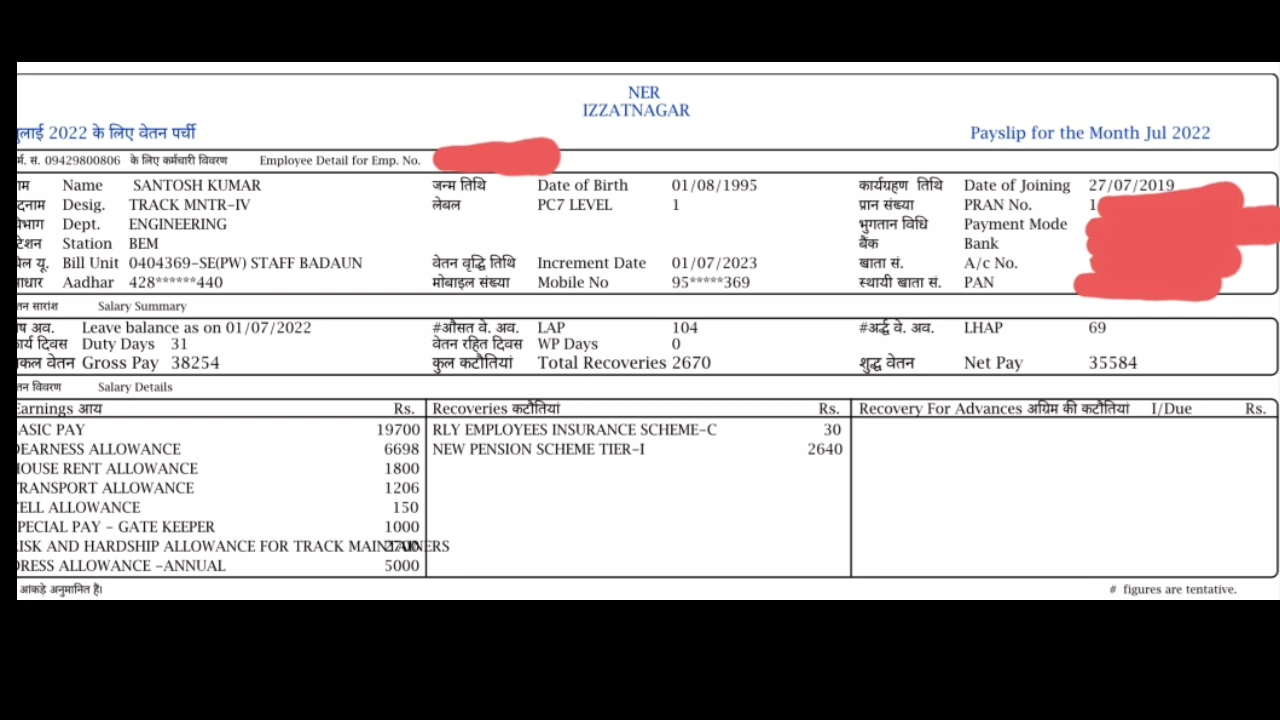 NER
IZZATNAGAR
लाई 2022 के लिए वेतन पर्ची Payslip for the Month Jul 2022
र्म. सं. 09429800806 के लिए कर्मचारी विवरण Employee Detail for Emp. No.
ाम Name SANTOSH KUMAR जन्म तिथि Date of Birth 01/08/1995 कार्यग्रहण तिथि Date of Joining 27/07/2019
दनाम Desig. TRACK MNTR-IV लेबल PC7 LEVEL 1 प्रान संख्या PRAN No. 1
िभाग Dept. ENGINEERING भुगतान विधि Payment Mode
टेशन Station BEM बैंक Bank
बिल यू. Bill Unit 0404369-SE(PW) STAFF BADAUN वेतन वृद्धि तिथि Increment Date 01/07/2023 खाता सं. A/c No.
ाधार Aadhar 428******440 मोबाइल संख्या Mobile No 95*****369 स्थायी खाता सं. PAN
तन सारांश Salary Summary
ष अव. Leave balance as on 01/07/2022 #औसत वे. अव. LAP 104 #अर्द्ध वे. अव. LHAP 69
ार्य दिवस Duty Days 31 वेतन रहित दिवस WP Days 0
कल वेतन Gross Pay 38254 कुल कटौतियां Total Recoveries 2670 शुद्ध वेतन Net Pay 35584
तन विवरण Salary Details
Earnings आय Rs. Recoveries कटौतियां Rs. Recovery For Advances अग्रिम की कटौतियां I/Due Rs.
ASIC PAY 19700 RLY EMPLOYEES INSURANCE SCHEME-C 30
DEARNESS ALLOWANCE 6698 NEW PENSION SCHEME TIER-I 2640
HOUSE RENT ALLOWANCE 1800
TRANSPORT ALLOWANCE 1206
ELL ALLOWANCE 150
PECIAL PAY - GATE KEEPER 1000
ISK AND HARDSHIP ALLOWANCE FOR TRACK MAINTAINERS 2700
DRESS ALLOWANCE -ANNUAL 5000
आंकड़े अनुमानित हैं। # figures are tentative.